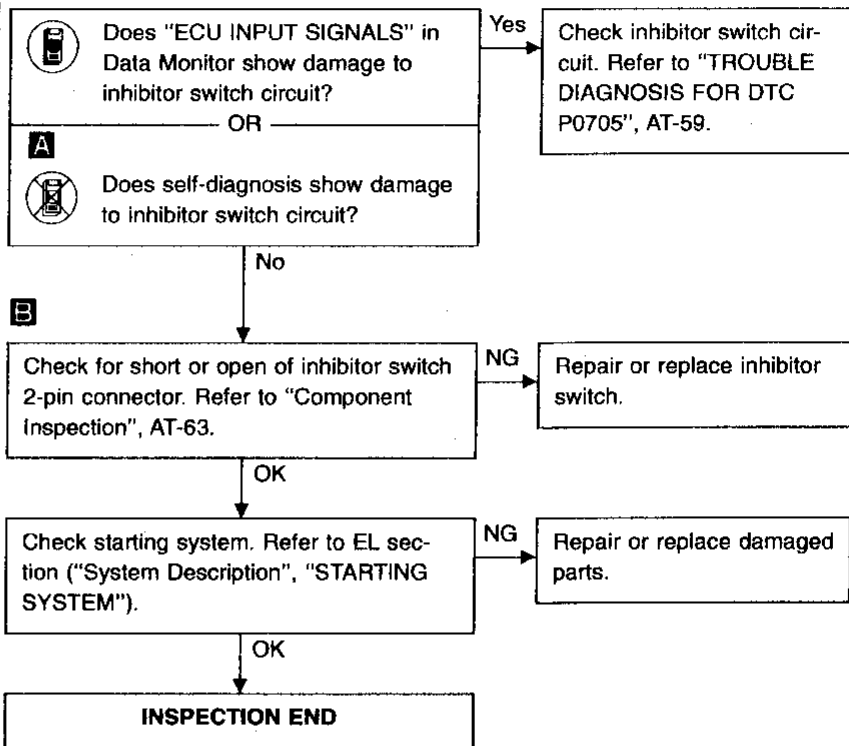 Does "ECU INPUT SIGNALS" in
Data Monitor show damage to
inhibitor switch circuit?
OR
A
Does self-diagnosis show damage
to inhibitor switch circuit?
Yes
Check inhibitor switch cir-
cuit. Refer to "TROUBLE
DIAGNOSIS FOR DTC
P0705", AT-59.
No
B
Check for short or open of inhibitor switch
2-pin connector. Refer to "Component
Inspection", AT-63.
NG
Repair or replace inhibitor
switch.
OK
Check starting system. Refer to EL sec-
tion ("System Description", "STARTING
SYSTEM").
NG
Repair or replace damaged
parts.
OK
INSPECTION END